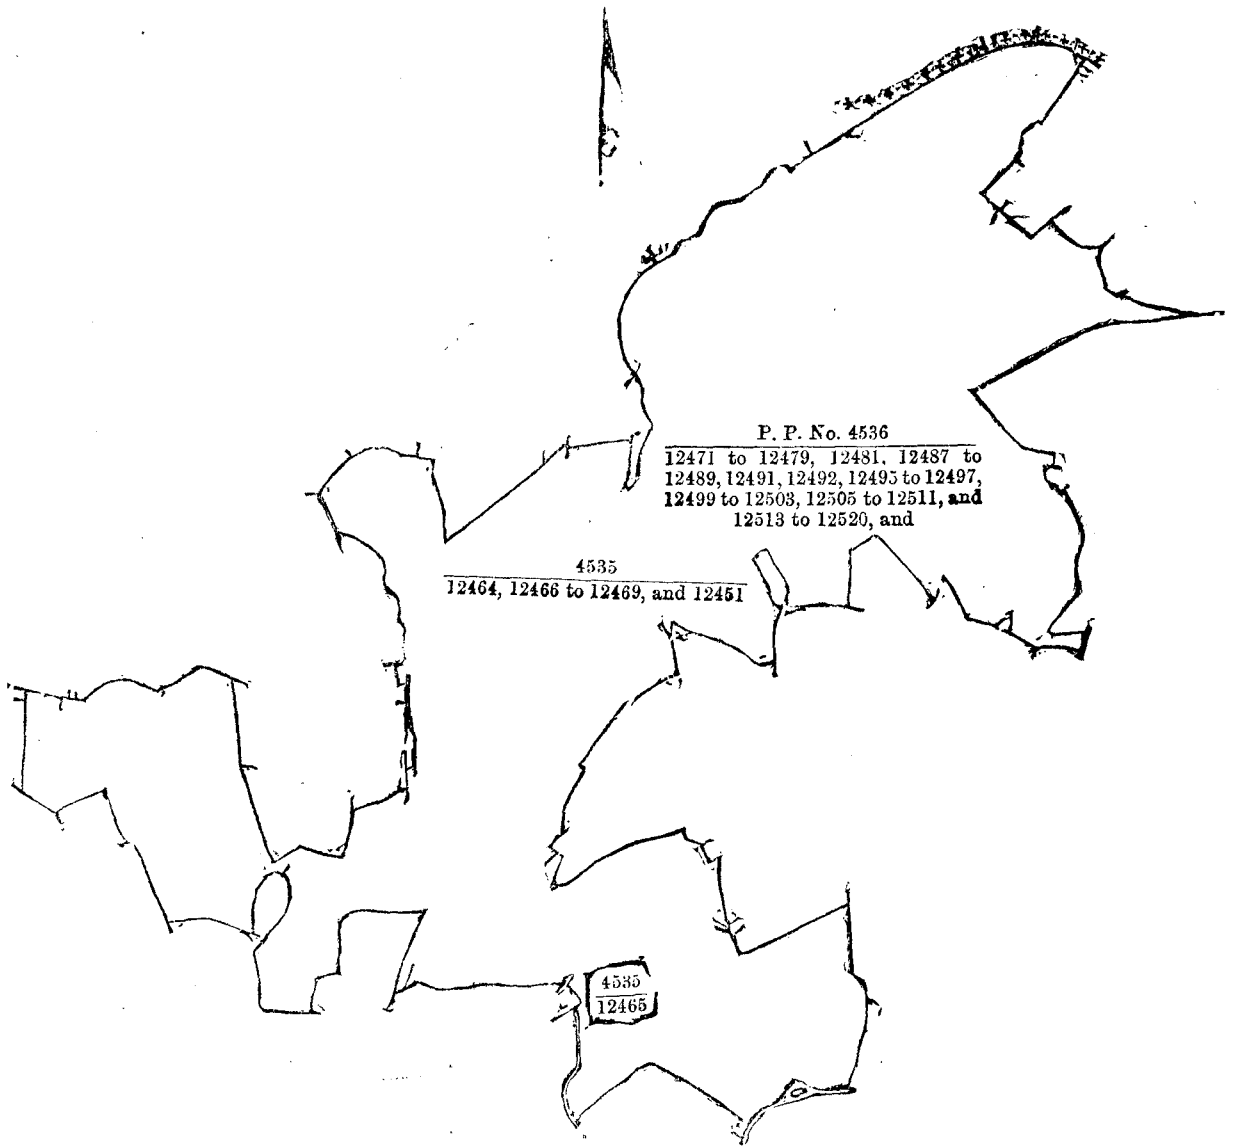 P. P. No. 4536
12471 to 12479, 12481, 12487 to
12489, 12491, 12492, 12495 to 12497,
12499 to 12503, 12505 to 12511, and
12513 to 12520, and
4535
12464, 12466 to 12469, and 12451
4535
12465